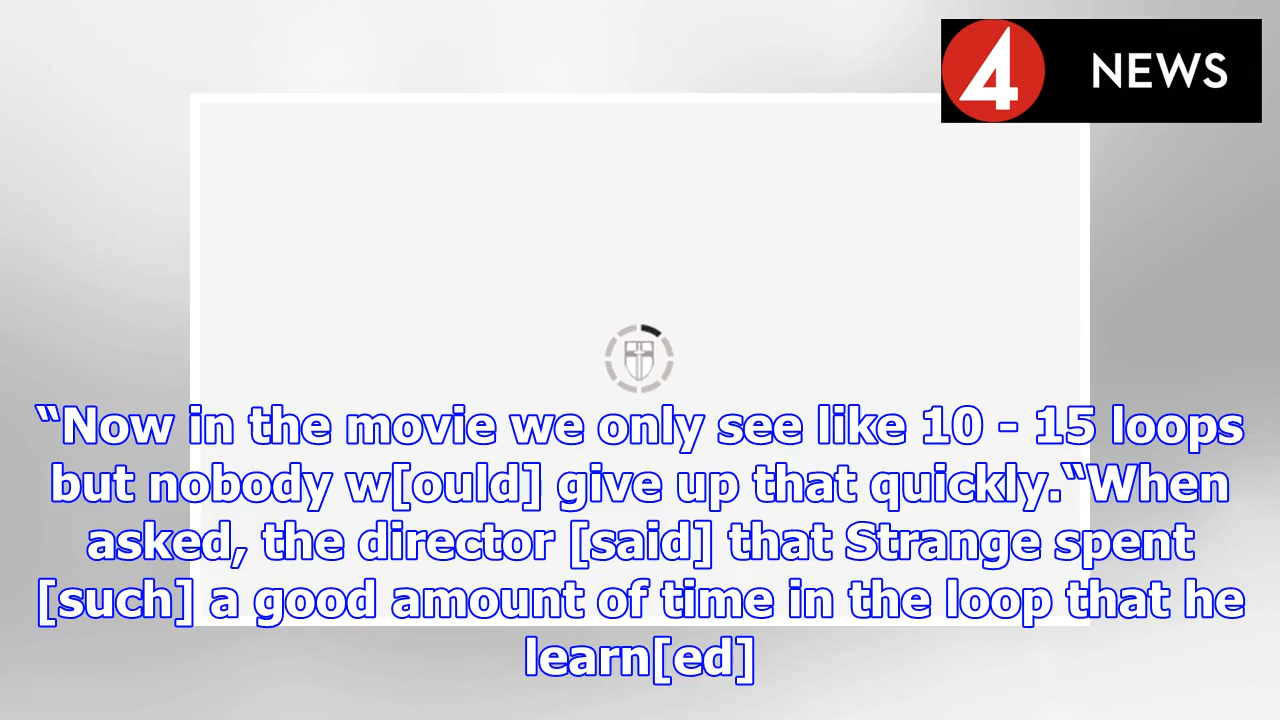 4 NEWS
“Now in the movie we only see like 10 - 15 loops
but nobody w[ould] give up that quickly.“When
asked, the director [said] that Strange spent
[such] a good amount of time in the loop that he
learn[ed]